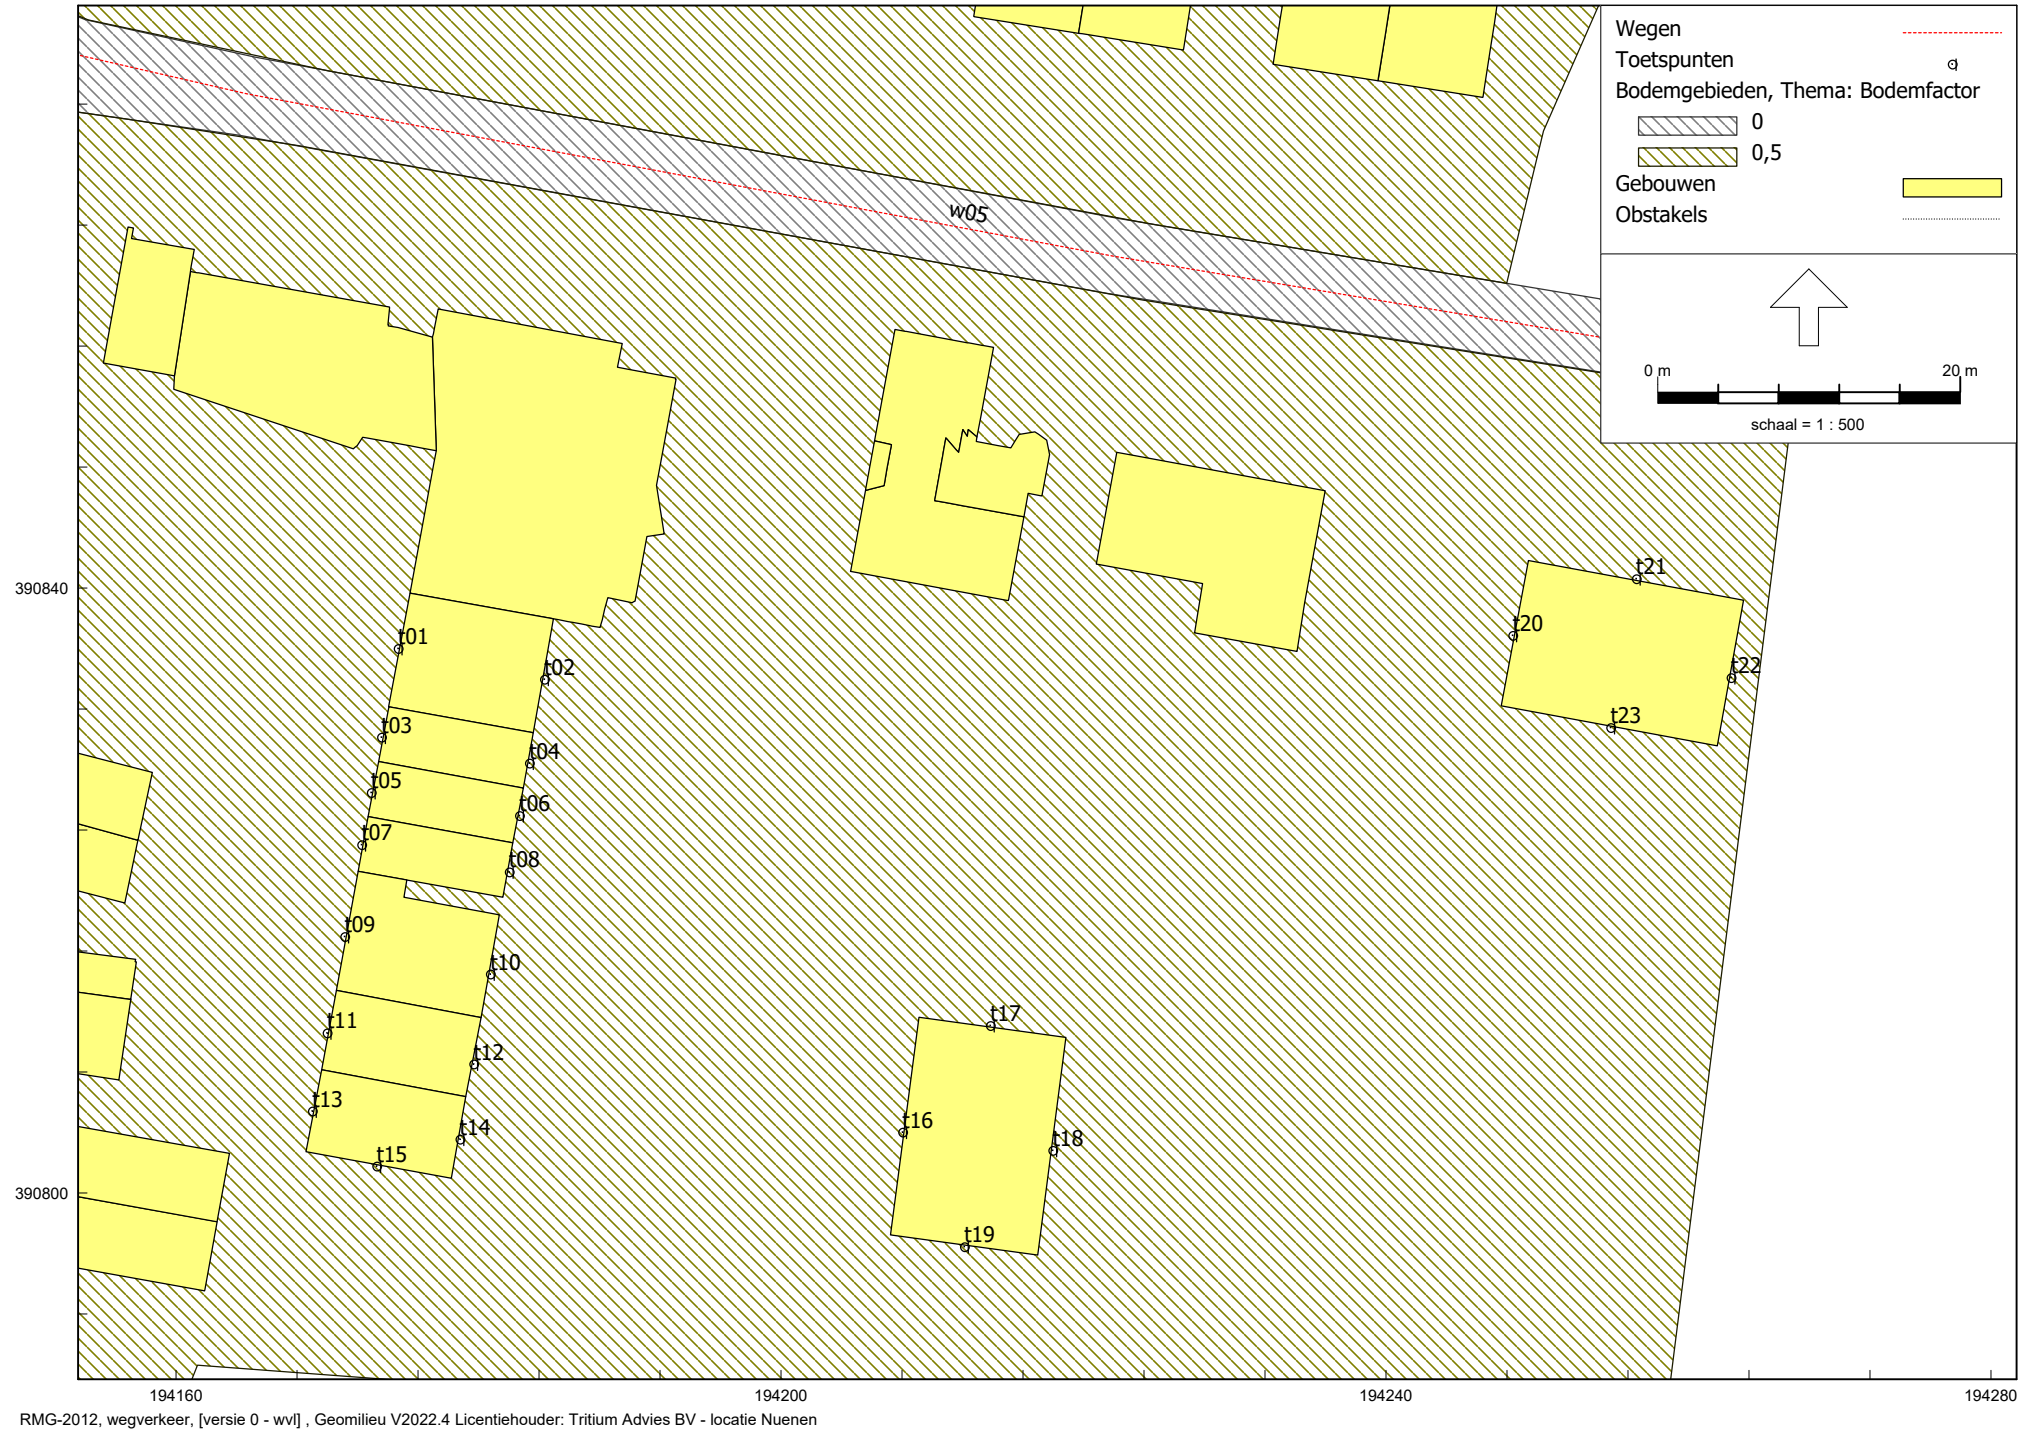 Wegen
Toetspunten
Bodemgebieden, Thema: Bodemfactor
0
0,5
Gebouwen
Obstakels
0 m
20 m
schaal = 1 : 500
w05
390840
t21
t20
t01
t02
t22
t23
t03
t04
t05
t06
t07
t08
t09
t10
t17
t11
t12
t13
t16
t14
t18
t15
390800
t19
194160
194200
194240
194280
RMG-2012, wegverkeer, [versie 0 - wvl] , Geomilieu V2022.4 Licentiehouder: Tritium Advies BV - locatie Nuenen